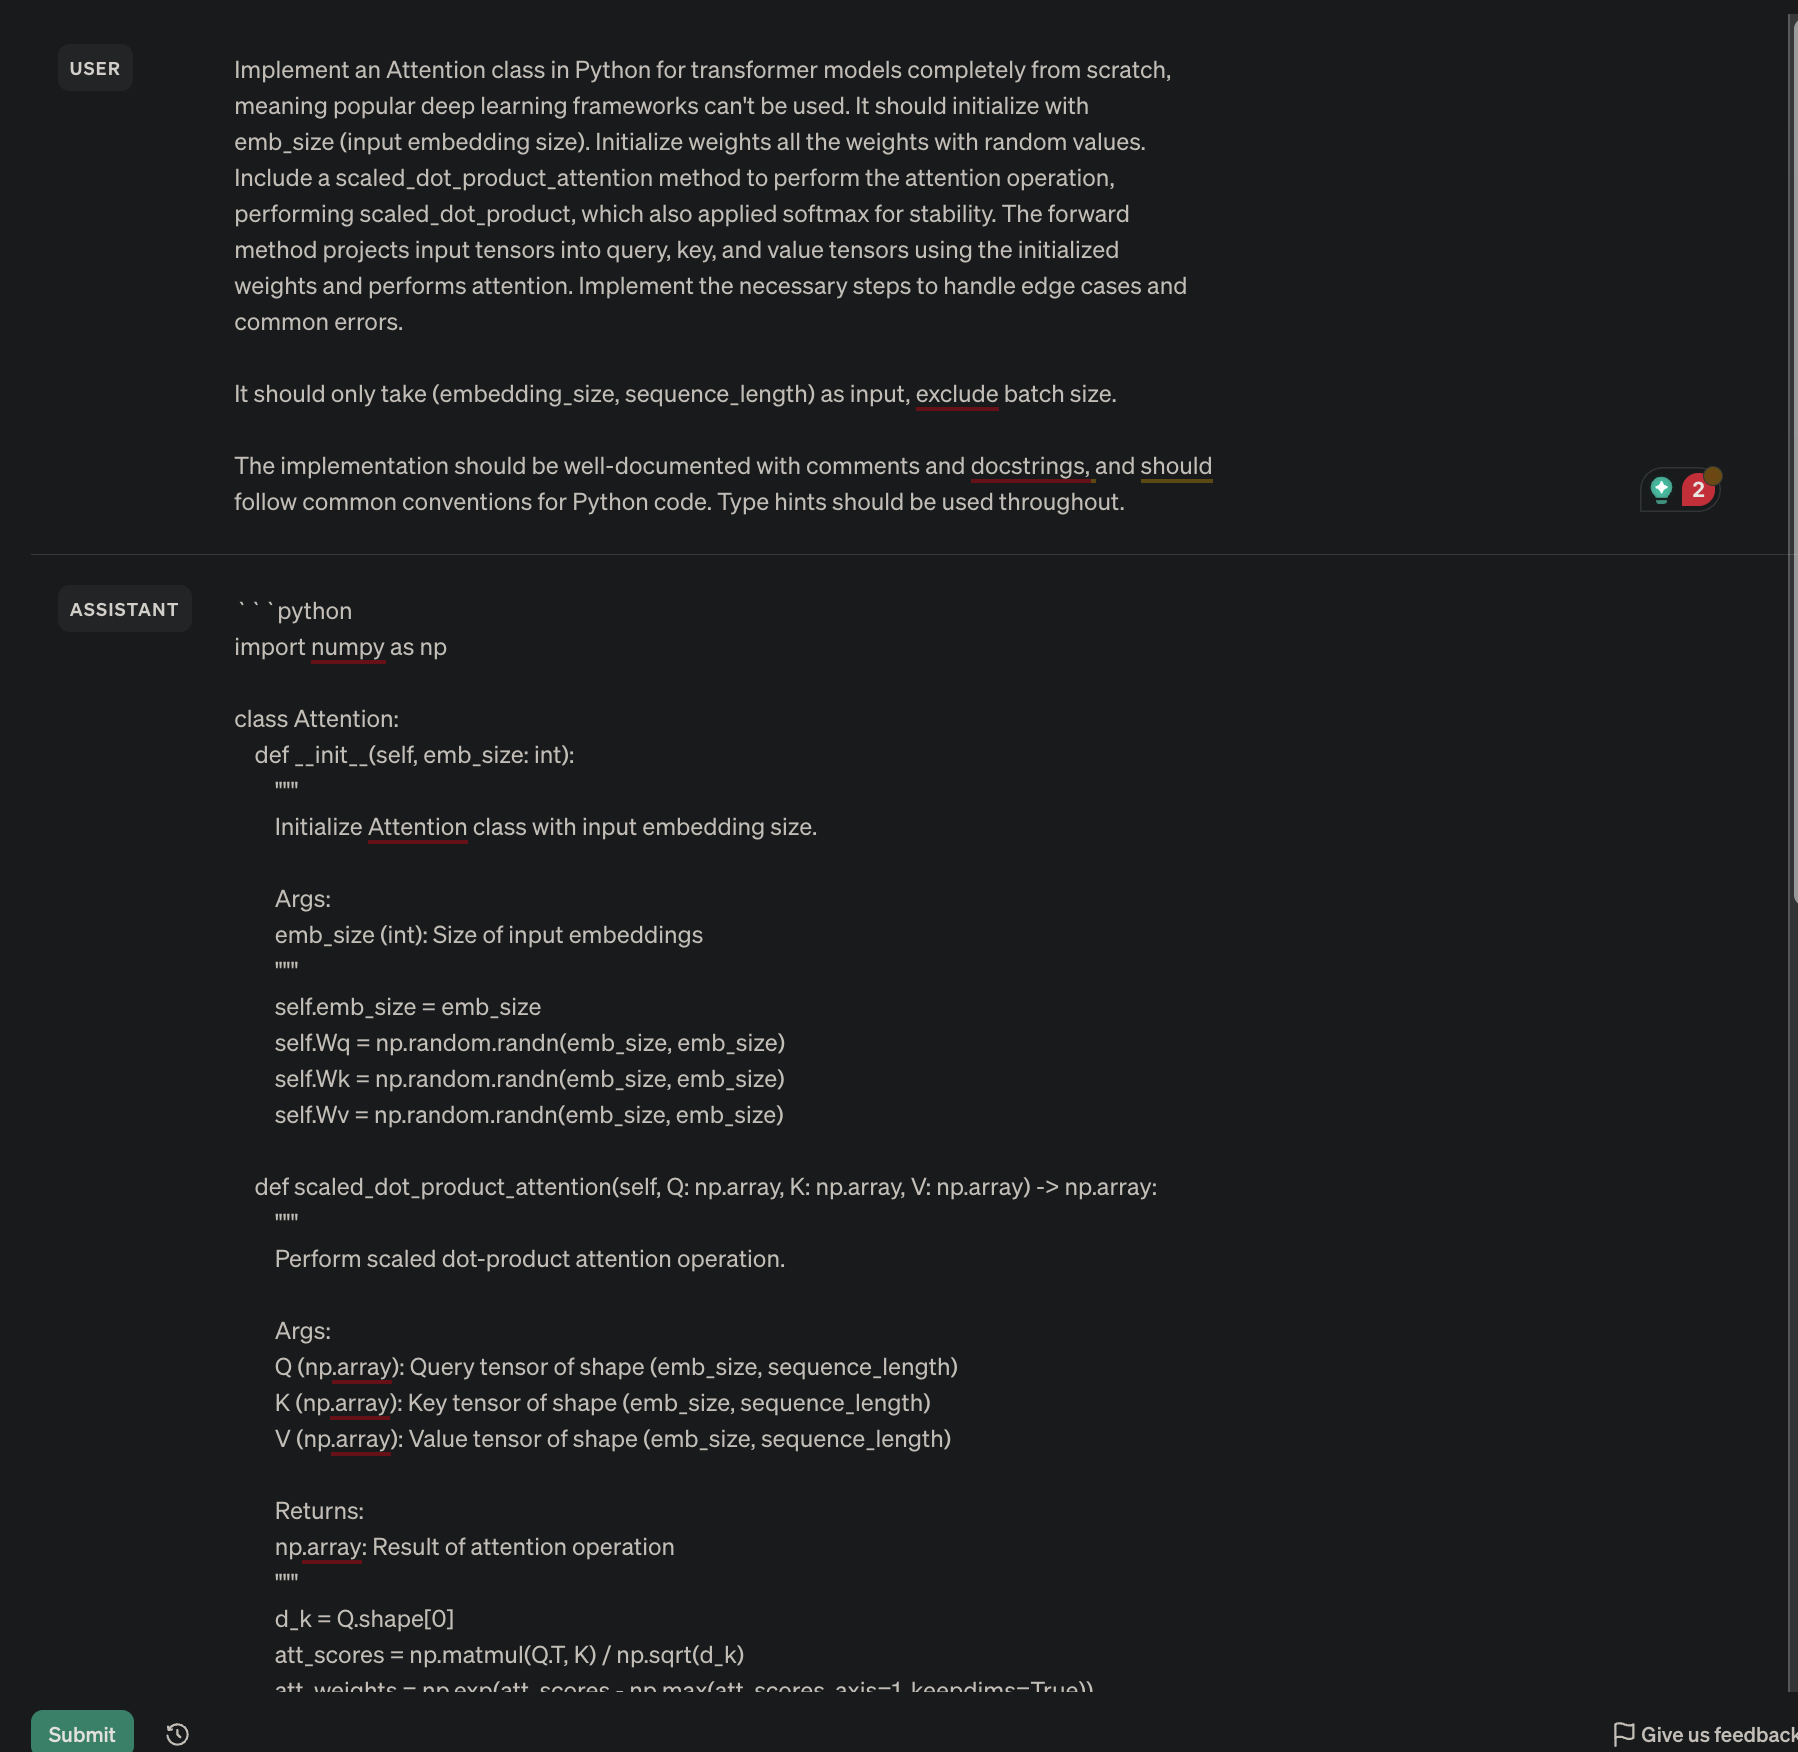 USER
Implement an Attention class in Python for transformer models completely from scratch,
meaning popular deep learning frameworks can't be used. It should initialize with
emb_size (input embedding size). Initialize weights all the weights with random values.
Include a scaled_dot_product_attention method to perform the attention operation,
performing scaled_dot_product, which also applied softmax for stability. The forward
method projects input tensors into query, key, and value tensors using the initialized
weights and performs attention. Implement the necessary steps to handle edge cases and
common errors.
It should only take (embedding_size, sequence_length) as input, exclude batch size.
The implementation should be well-documented with comments and docstrings, and should
follow common conventions for Python code. Type hints should be used throughout.
2
ASSISTANT
```python
import numpy as np
class Attention:
def __init__(self, emb_size: int):
"""
Initialize Attention class with input embedding size.
Args:
emb_size (int): Size of input embeddings
"""
self.emb_size = emb_size
self.Wq = np.random.randn(emb_size, emb_size)
self.Wk = np.random.randn(emb_size, emb_size)
self.Wv = np.random.randn(emb_size, emb_size)
def scaled_dot_product_attention(self, Q: np.array, K: np.array, V: np.array) -> np.array:
"""
Perform scaled dot-product attention operation.
Args:
Q (np.array): Query tensor of shape (emb_size, sequence_length)
K (np.array): Key tensor of shape (emb_size, sequence_length)
V (np.array): Value tensor of shape (emb_size, sequence_length)
Returns:
np.array: Result of attention operation
"""
d_k = Q.shape[0]
att_scores = np.matmul(Q.T, K) / np.sqrt(d_k)
att_weights = np.exp(att_scores - np.max(att_scores, axis=1, keepdims=True))
Submit
Give us feedback